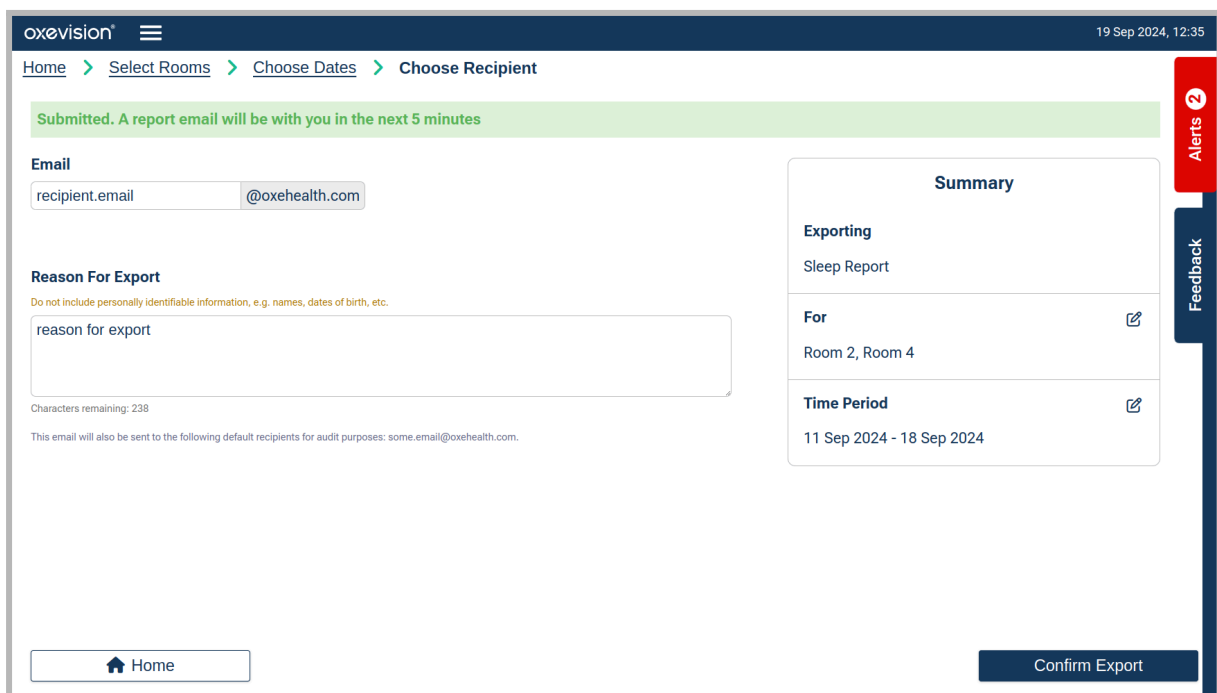 oxevision®
19 Sep 2024, 12:35
Home > Select Rooms > Choose Dates > Choose Recipient
Submitted. A report email will be with you in the next 5 minutes
Email
recipient.email @oxehealth.com
Reason For Export
Do not include personally identifiable information, e.g. names, dates of birth, etc.
reason for export
Characters remaining: 238
This email will also be sent to the following default recipients for audit purposes: some.email@oxehealth.com.
Summary
Exporting
Sleep Report
For
Room 2, Room 4
Time Period
11 Sep 2024 - 18 Sep 2024
Alerts 2
Feedback
Home
Confirm Export